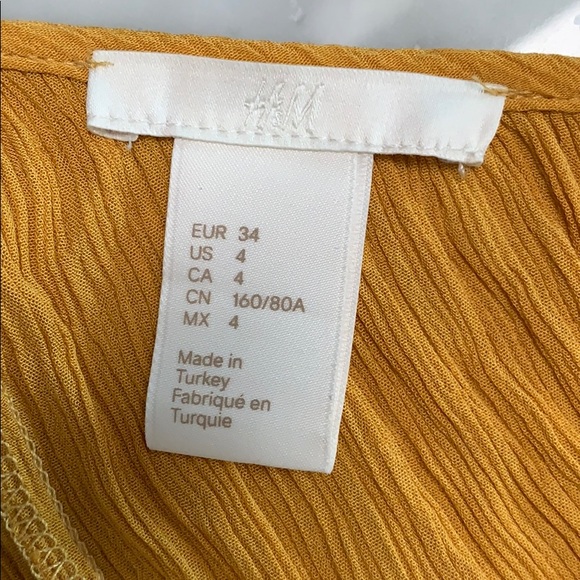 H&M
EUR 34
US 4
CA 4
CN 160/80A
MX 4
Made in
Turkey
Fabriqué en
Turquie